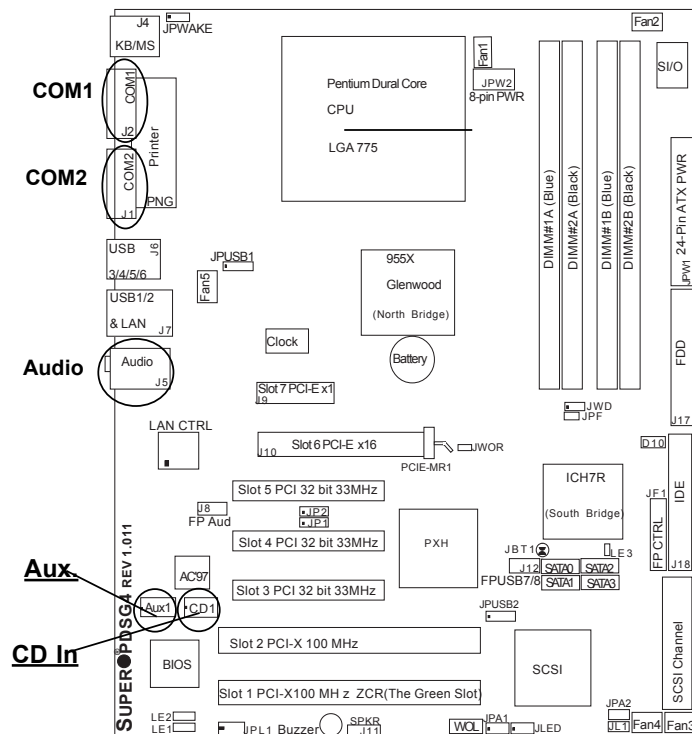 J4
KB/MS
JPWAKE
Fan2
COM1
COM1
J3
Printer
PNG
COM2
COM2
J1
Pentium Dural Core
CPU
LGA 775
Fan1
JPW2
8-pin PWR
SI/O
DIMM#1A (Blue)
DIMM#2A (Black)
DIMM#1B (Blue)
DIMM#2B (Black)
24-Pin ATX PWR
JPW1
USB
3/4/5/6
J6
JPUSB1
Fan5
USB1/2
& LAN
J7
955X
Glenwood
(North Bridge)
Clock
Battery
FDD
J17
Audio
Audio
J5
Slot 7 PCI-E x1
J9
JWD
JPF
LAN CTRL
J10
Slot 6 PCI-E x16
PCIE-MR1
JWOR
D10
IDE
J18
JF1
FP CTRL
ICH7R
(South Bridge)
Slot 5 PCI 32 bit 33MHz
J8
FP Aud
JP2
JP1
Slot 4 PCI 32 bit 33MHz
PXH
JBT1
LE3
J12
SATA0
SATA2
FPUSB7/8
SATA1
SATA3
AC97
Slot 3 PCI 32 bit 33MHz
JPUSB2
Aux.
Aux1
CD1
CD In
SUPER PDSG4 REV 1.011
®
BIOS
Slot 2 PCI-X 100 MHz
SCSI
SCSI Channel
Slot 1 PCI-X100 MH z ZCR(The Green Slot)
LE2
LE1
JPL1
Buzzer
SPKR
J11
WOL
JPA1
JLED
JPA2
JL1
Fan4
Fan3